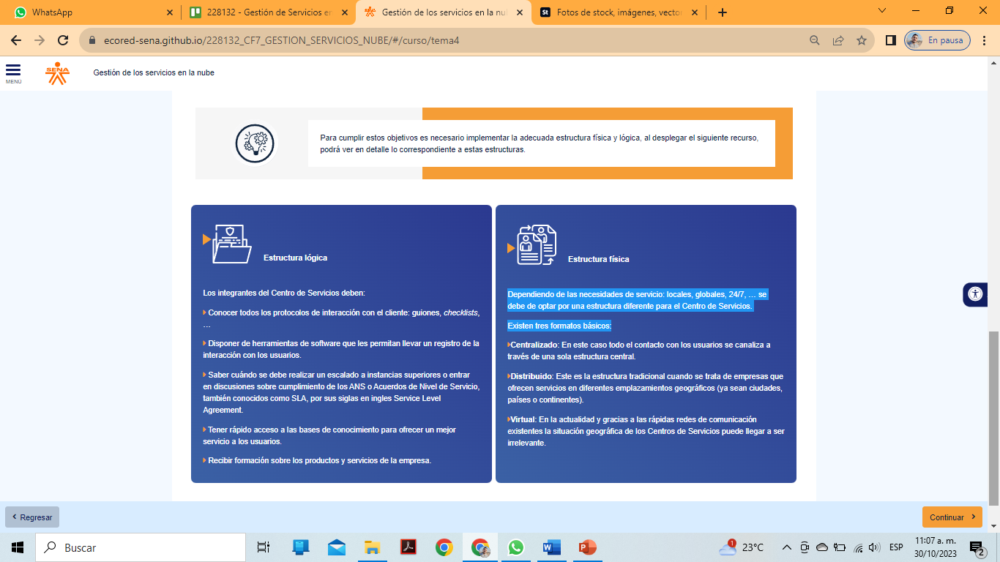 WhatsApp
228132 - Gestión de Servicios en
Gestión de los servicios en la nub
St
Fotos de stock, imágenes, vector
ecored-sena.github.io/228132_CF7_GESTION_SERVICIOS_NUBE/#/curso/tema4
En pausa
MENÚ
SENA
Gestión de los servicios en la nube
Para cumplir estos objetivos es necesario implementar la adecuada estructura física y lógica, al desplegar el siguiente recurso,
podrá ver en detalle lo correspondiente a estas estructuras.
Estructura lógica
Los integrantes del Centro de Servicios deben:
Conocer todos los protocolos de interacción con el cliente: guiones, checklists,
…
Disponer de herramientas de software que les permitan llevar un registro de la
interacción con los usuarios.
Saber cuándo se debe realizar un escalado a instancias superiores o entrar
en discusiones sobre cumplimiento de los ANS o Acuerdos de Nivel de Servicio,
también conocidos como SLA, por sus siglas en ingles Service Level
Agreement.
Tener rápido acceso a las bases de conocimiento para ofrecer un mejor
servicio a los usuarios.
Recibir formación sobre los productos y servicios de la empresa.
Estructura física
Dependiendo de las necesidades de servicio: locales, globales, 24/7, … se
debe de optar por una estructura diferente para el Centro de Servicios.
Existen tres formatos básicos:
Centralizado: En este caso todo el contacto con los usuarios se canaliza a
través de una sola estructura central.
Distribuido: Este es la estructura tradicional cuando se trata de empresas que
ofrecen servicios en diferentes emplazamientos geográficos (ya sean ciudades,
países o continentes).
Virtual: En la actualidad y gracias a las rápidas redes de comunicación
existentes la situación geográfica de los Centros de Servicios puede llegar a ser
irrelevante.
Regresar
Continuar
Buscar
1
23°C
ESP
11:07 a. m.
30/10/2023
2